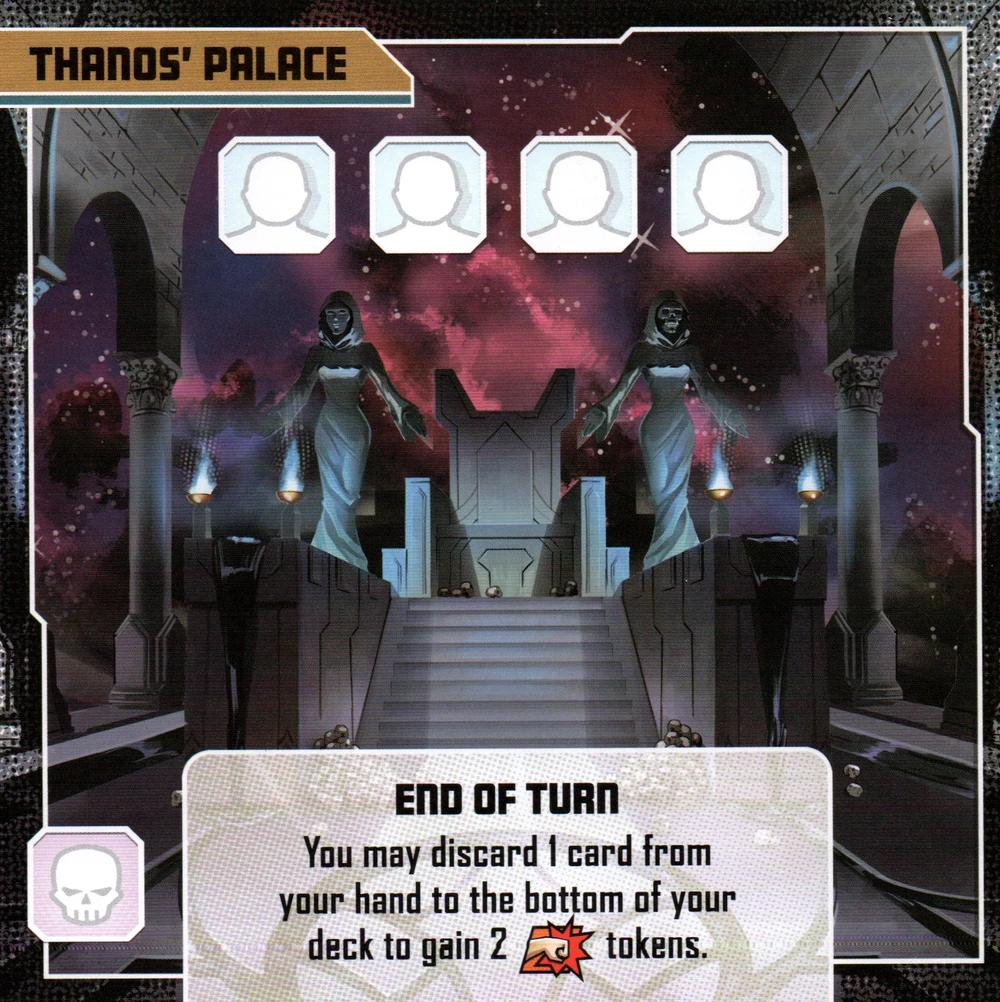 THANOS' PALACE
END OF TURN
You may discard 1 card from
your hand to the bottom of your
deck to gain 2 tokens.